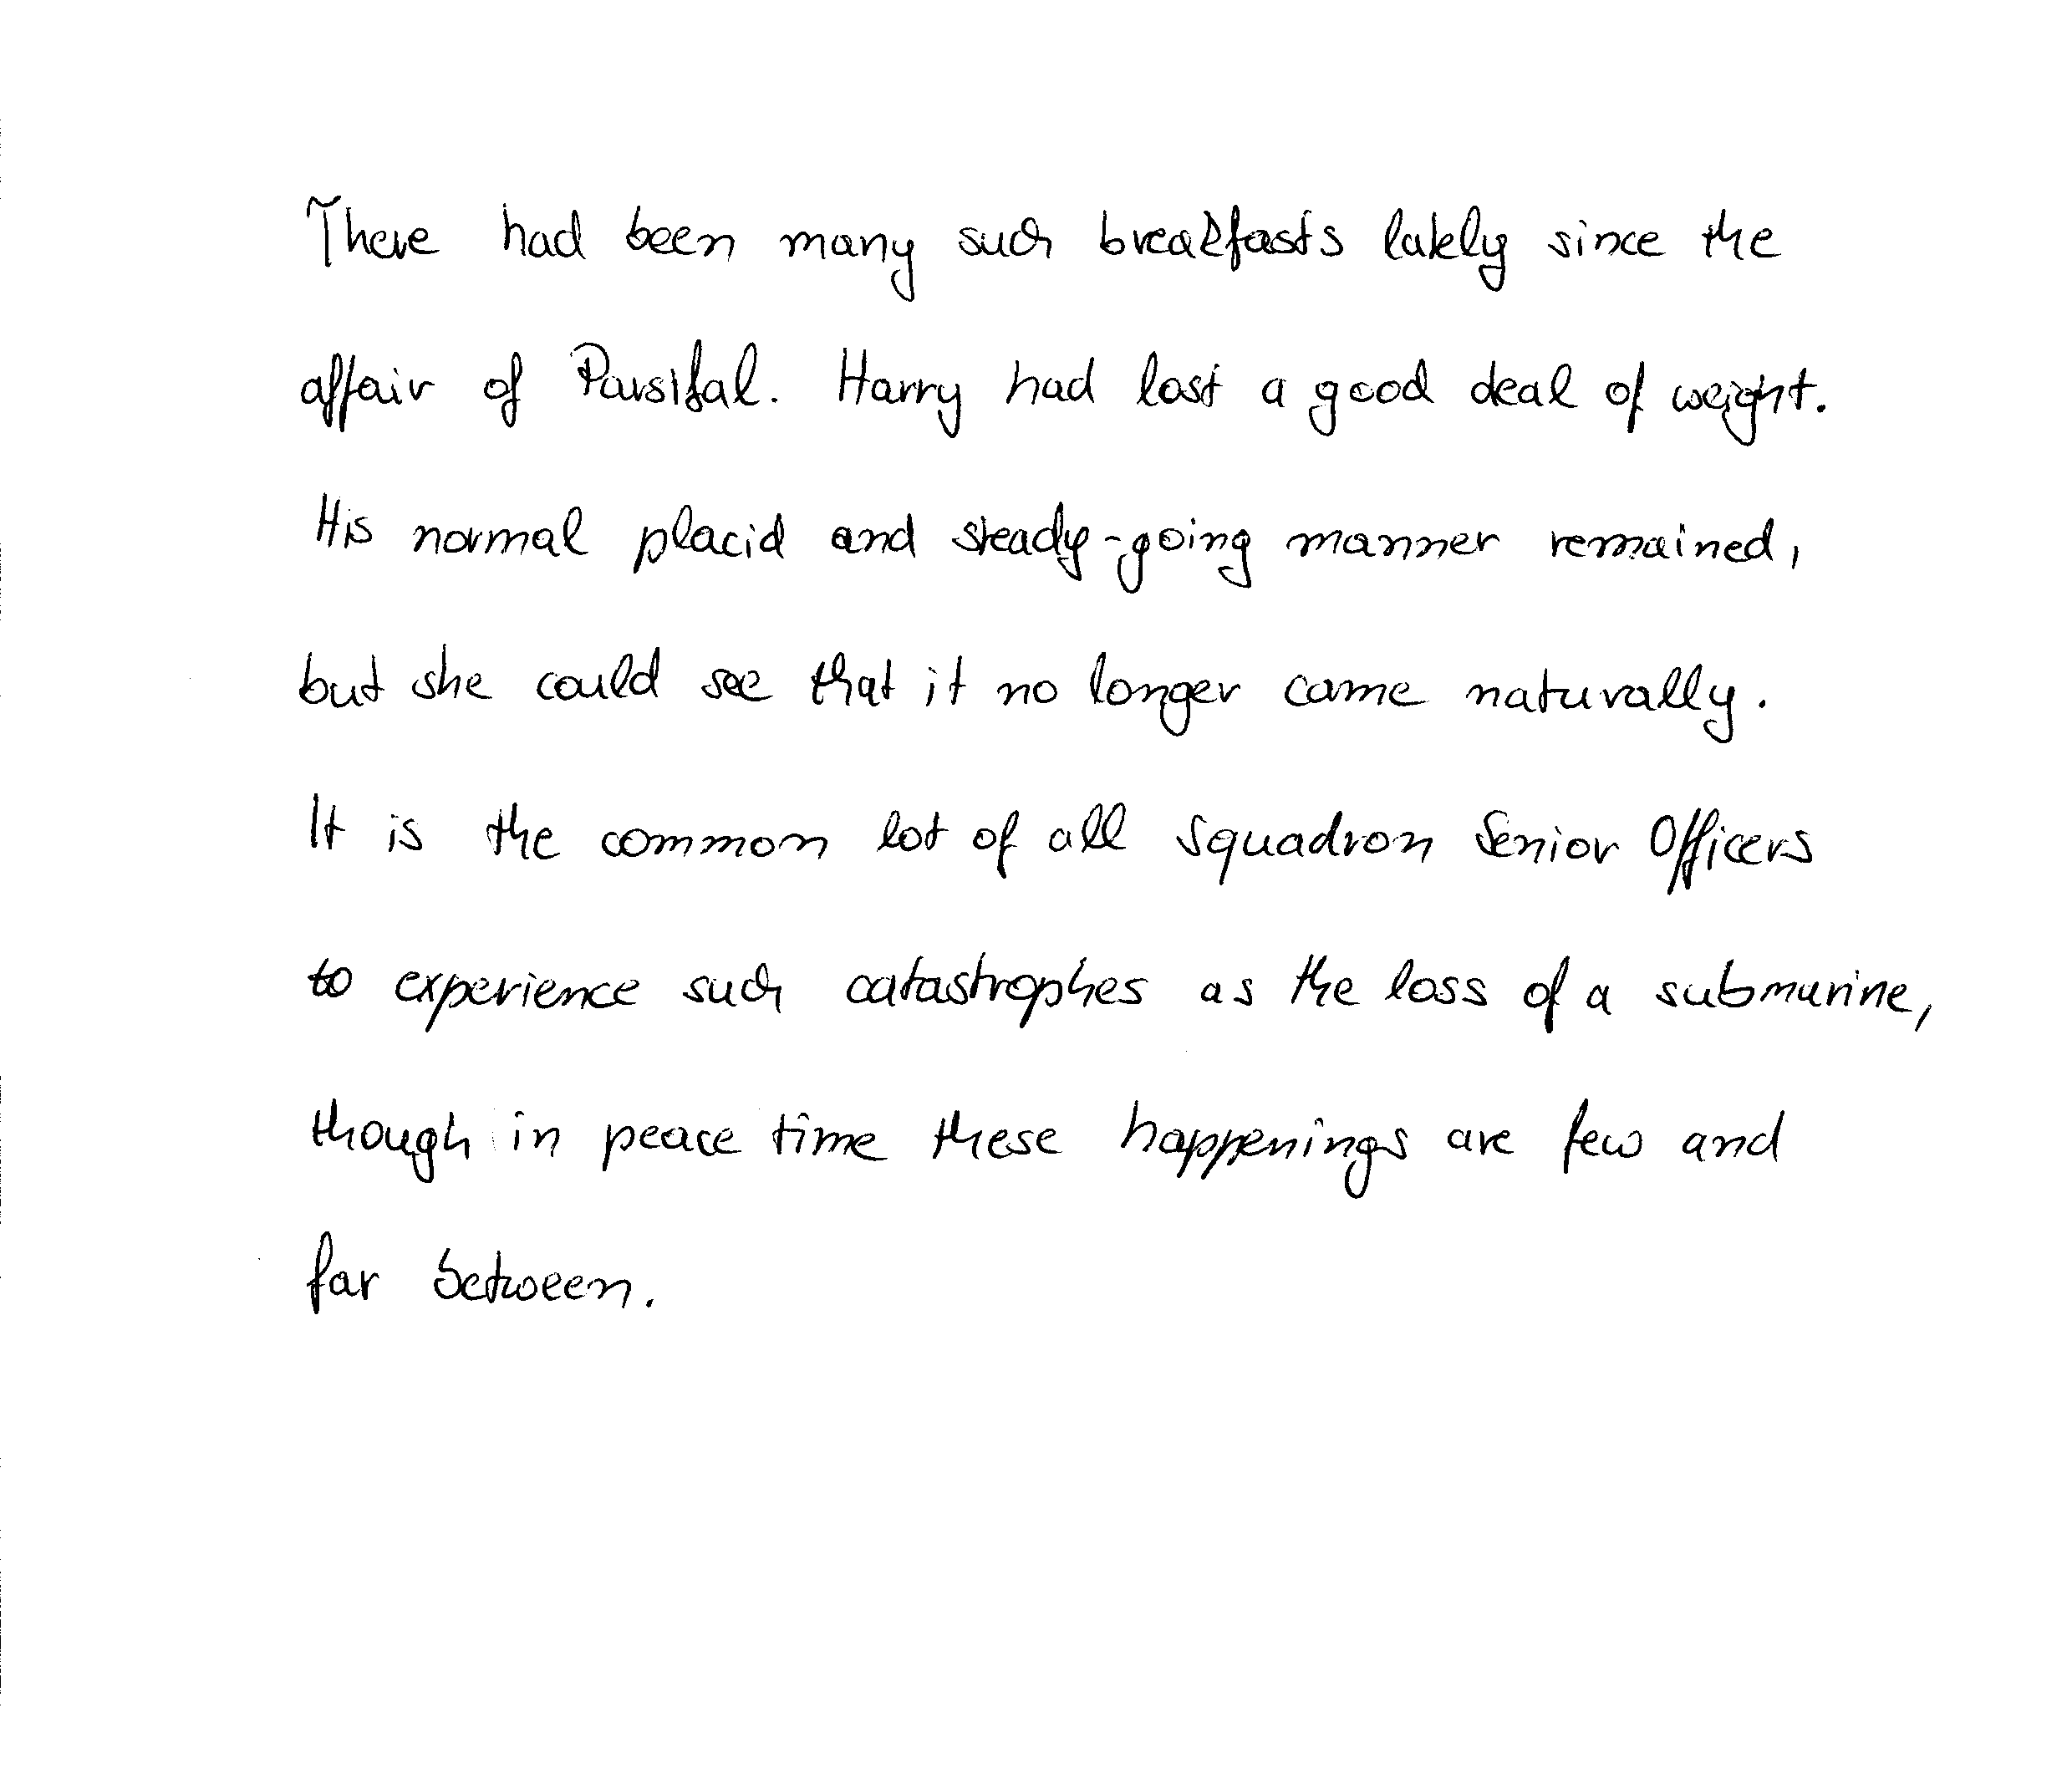 There had been many such breakfasts lately since the
affair of Parsifal. Harry had lost a good deal of weight.
His normal placid and steady-going manner remained,
but she could see that it no longer came naturally.
It is the common lot of all Squadron Senior Officers
to experience such catastrophes as the loss of a submarine,
though in peace time these happenings are few and
far between.